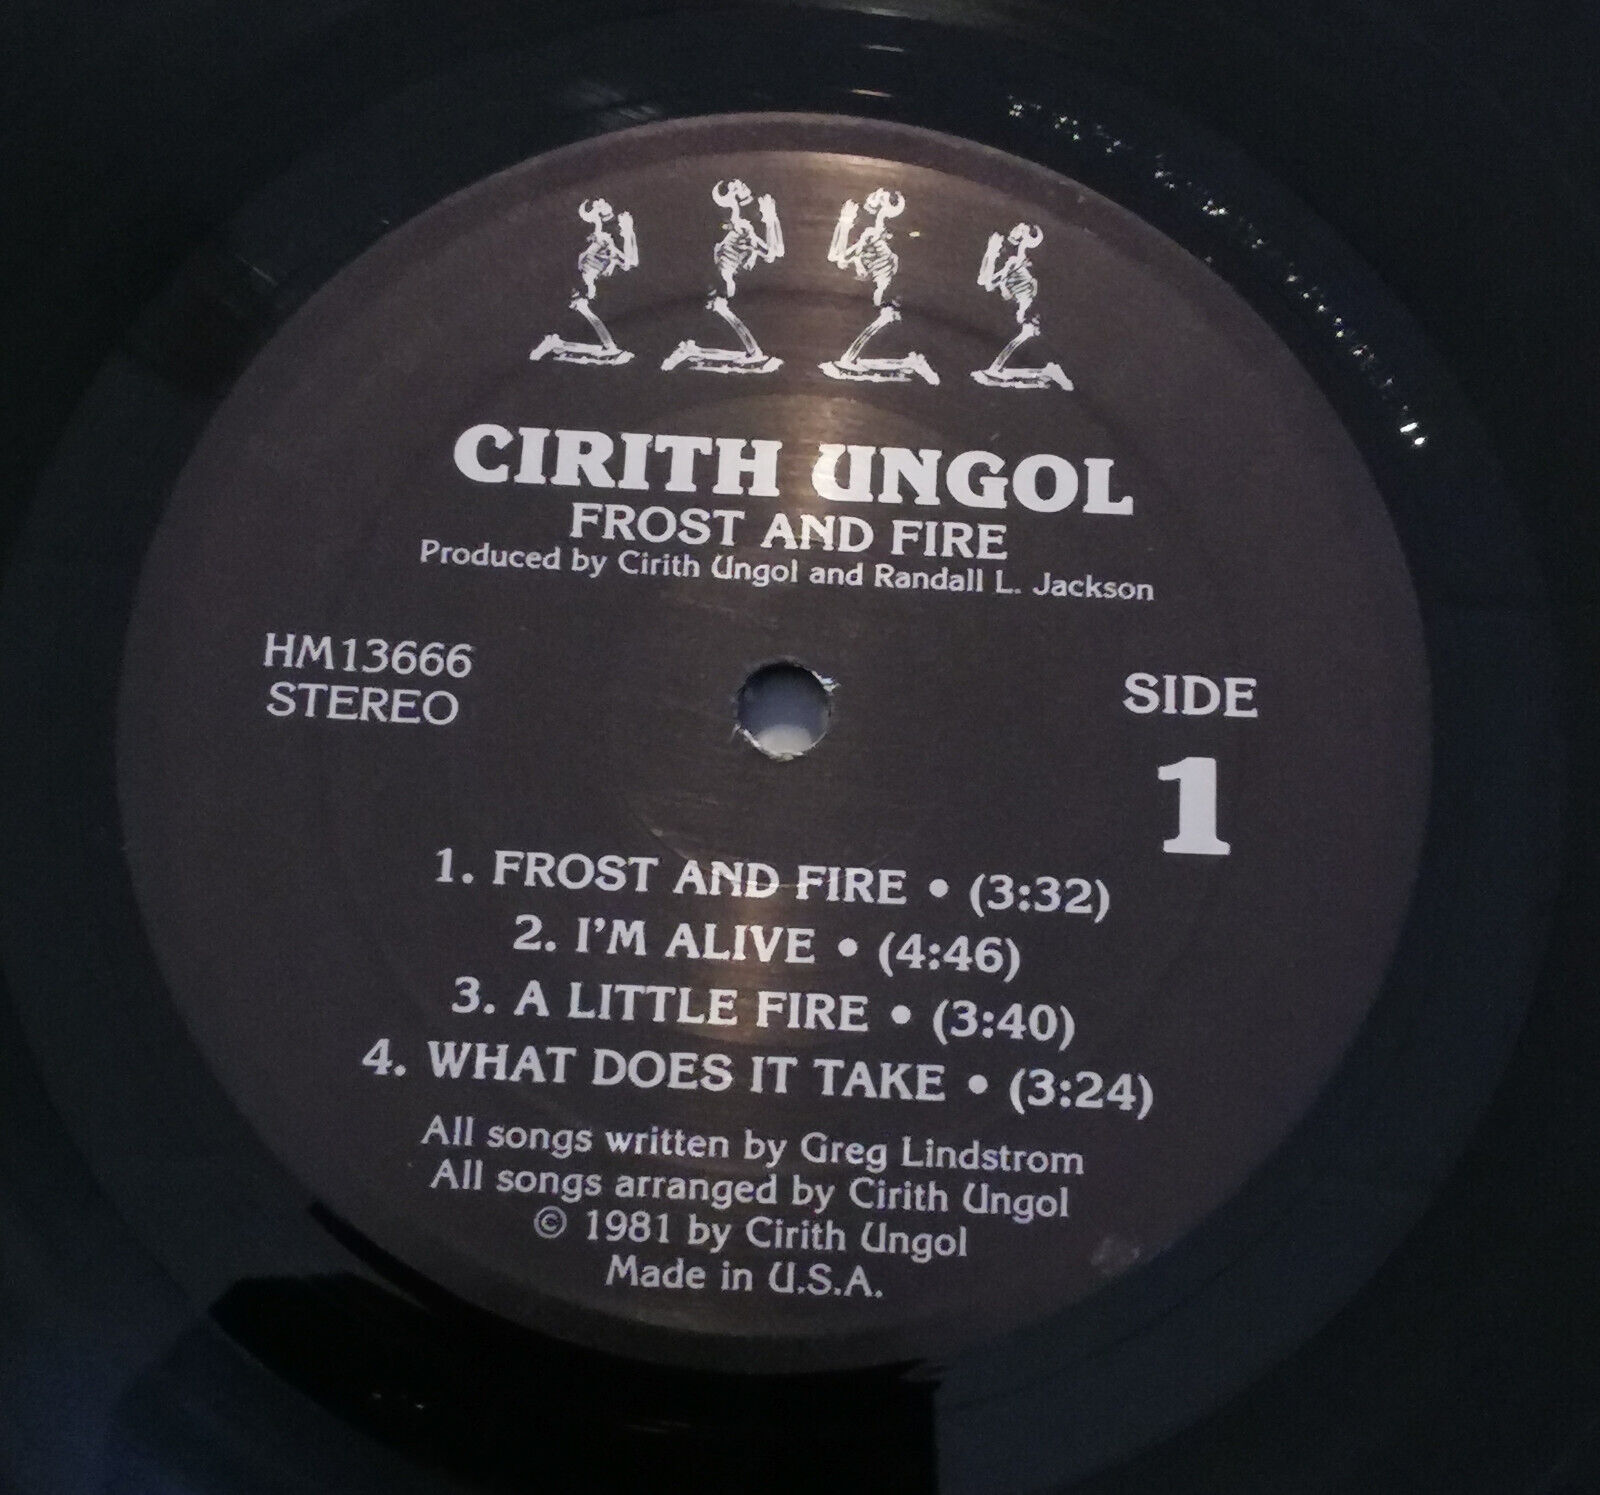 CIRITH UNGOL
FROST AND FIRE
Produced by Cirith Ungol and Randall L. Jackson
HM13666
STEREO
SIDE
1
1. FROST AND FIRE • (3:32)
2. I'M ALIVE • (4:46)
3. A LITTLE FIRE • (3:40)
4. WHAT DOES IT TAKE • (3:24)
All songs written by Greg Lindstrom
All songs arranged by Cirith Ungol
© 1981 by Cirith Ungol
Made in U.S.A.